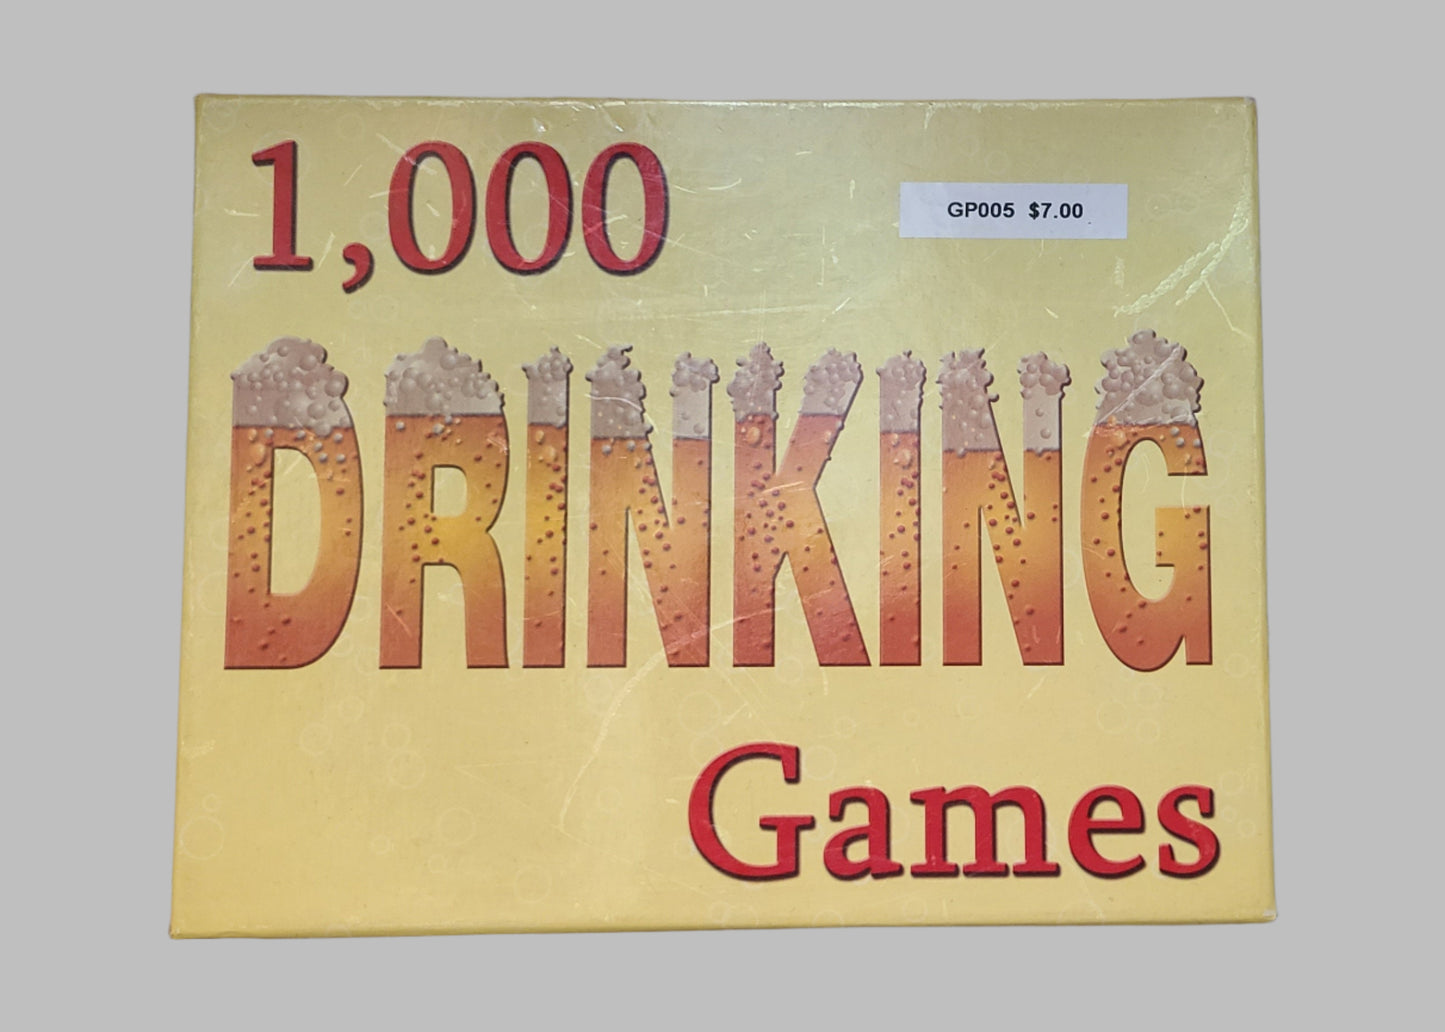 1,000
GP005 $7.00
DRINKING
Games